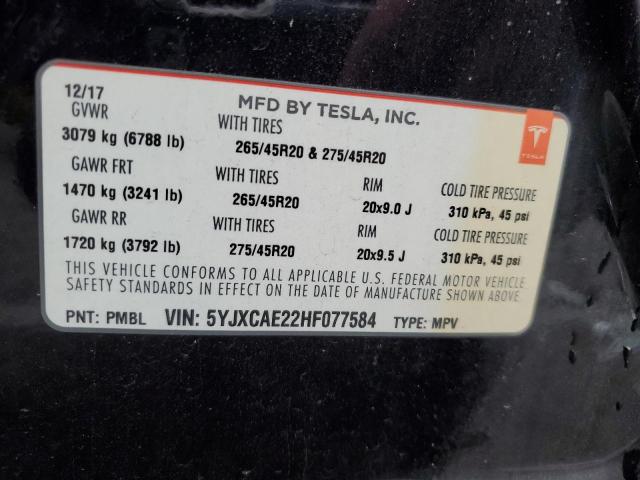 12/17 MFD BY TESLA, INC.
GVWR WITH TIRES
3079 kg (6788 lb) 265/45R20 & 275/45R20
TESLA
GAWR FRT WITH TIRES RIM COLD TIRE PRESSURE
1470 kg (3241 lb) 265/45R20 20x9.0 J 310 kPa, 45 psi
GAWR RR WITH TIRES RIM COLD TIRE PRESSURE
1720 kg (3792 lb) 275/45R20 20x9.5 J 310 kPa, 45 psi
THIS VEHICLE CONFORMS TO ALL APPLICABLE U.S. FEDERAL MOTOR VEHICLE
SAFETY STANDARDS IN EFFECT ON THE DATE OF MANUFACTURE SHOWN ABOVE.
PNT: PMBL VIN: 5YJXCAE22HF077584 TYPE: MPV